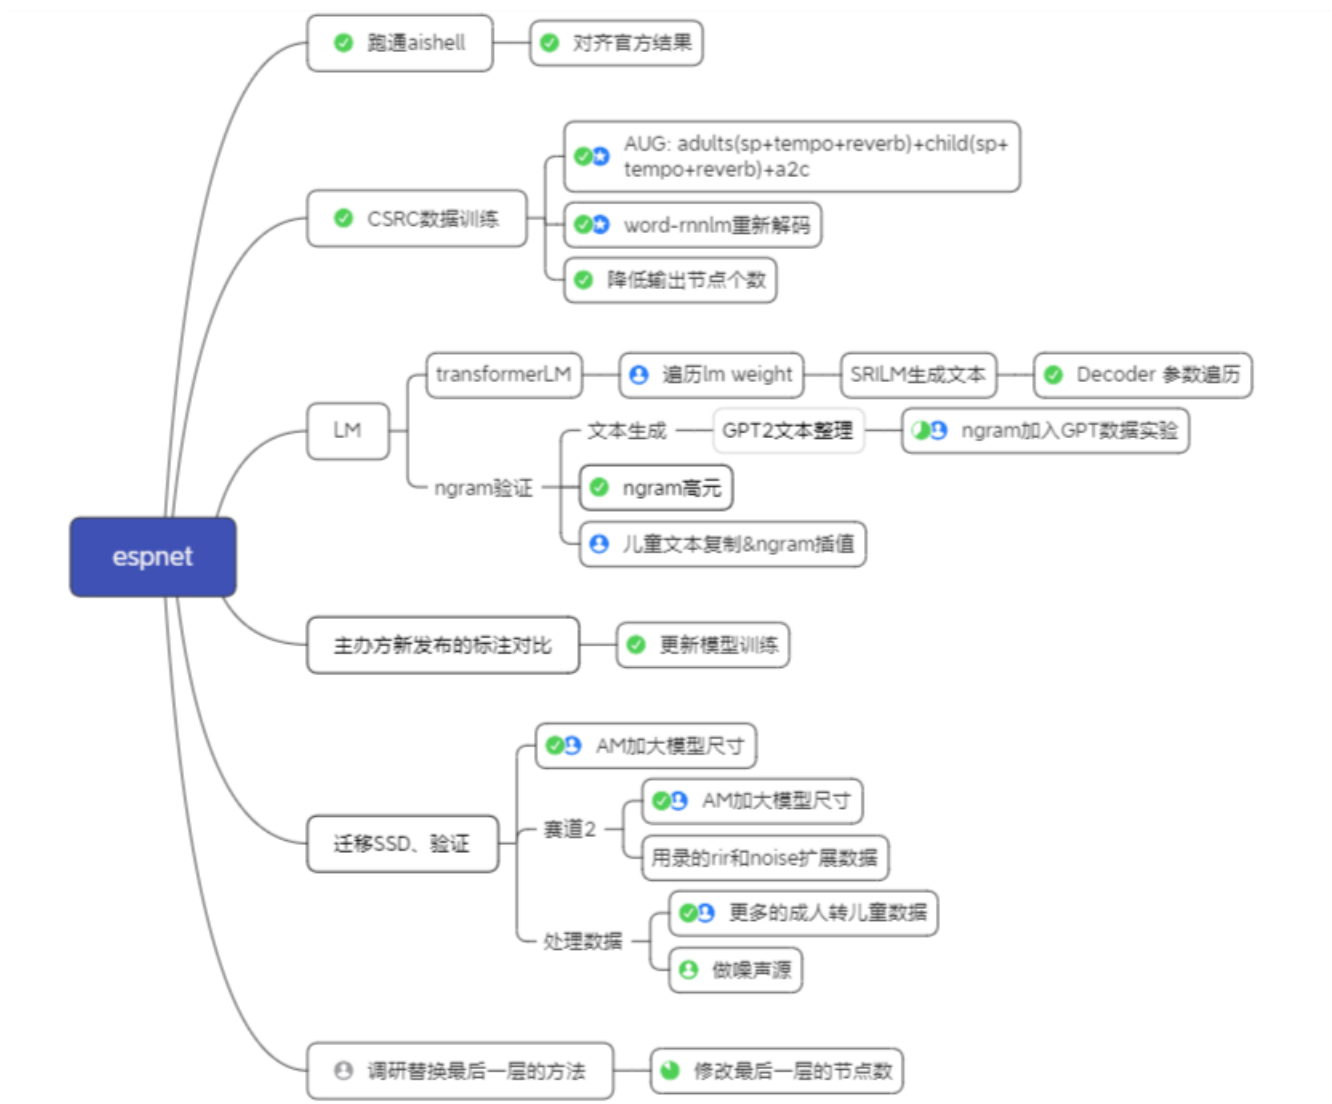 跑通aishell
对齐官方结果
AUG: adults(sp+tempo+reverb)+child(sp+
tempo+reverb)+a2c
CSRC数据训练
word-rnnlm重新解码
降低输出节点个数
transformerLM
遍历lm weight
SRILM生成文本
Decoder 参数遍历
LM
文本生成
GPT2文本整理
ngram加入GPT数据实验
ngram验证
ngram高元
儿童文本复制&ngram插值
espnet
主办方新发布的标注对比
更新模型训练
AM加大模型尺寸
迁移SSD、验证
赛道2
AM加大模型尺寸
用录的rir和noise扩展数据
处理数据
更多的成人转儿童数据
做噪声源
调研替换最后一层的方法
修改最后一层的节点数